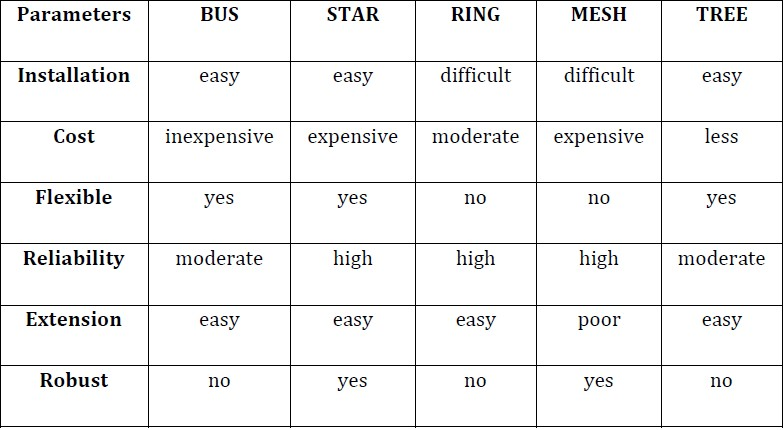 Parameters BUS STAR RING MESH TREE
Installation easy easy difficult difficult easy
Cost inexpensive expensive moderate expensive less
Flexible yes yes no no yes
Reliability moderate high high high moderate
Extension easy easy easy poor easy
Robust no yes no yes no